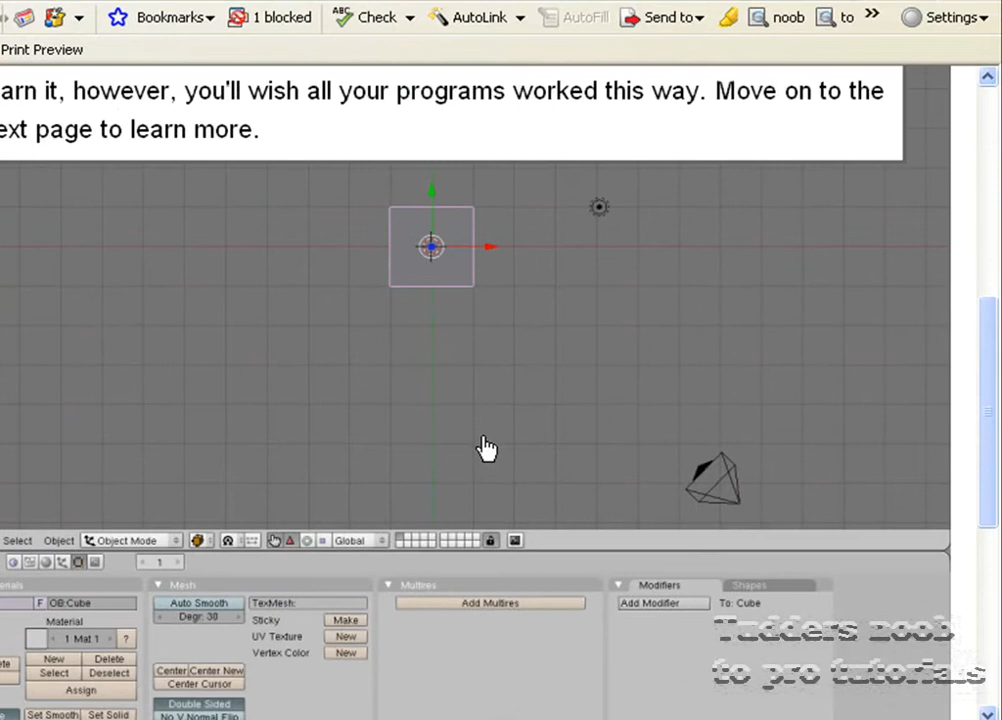 Bookmarks 1 blocked ABC Check AutoLink AutoFill Send to noob to Settings
Print Preview
arn it, however, you'll wish all your programs worked this way. Move on to the
ext page to learn more.
Select Object Object Mode Global
1
Mesh Multires Modifiers Shapes
F OB:Cube Auto Smooth TexMesh: Add Multires Add Modifier To: Cube
Material Degr: 30 Sticky Make
1 Mat 1 ? UV Texture New
New Delete Vertex Color New
Select Deselect Center Center New
Assign Center Cursor
Double Sided
Set Smooth Set Solid No V.Normal Flip
Tudders noob
to pro tutorials